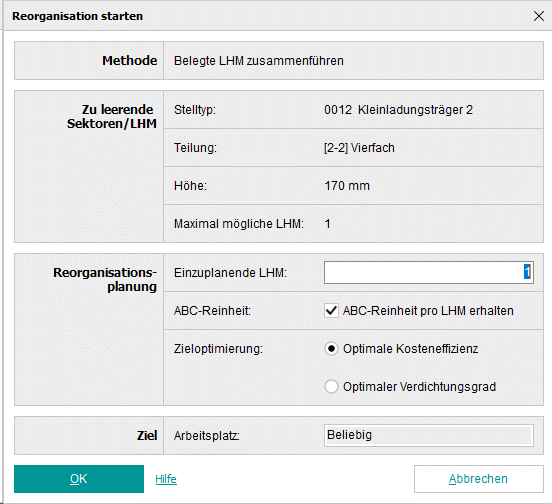 Reorganisation starten
Methode Belegte LHM zusammenführen
Zu leerende Sektoren/LHM
Stelltyp: 0012 Kleinladungsträger 2
Teilung: [2-2] Vierfach
Höhe: 170 mm
Maximal mögliche LHM: 1
Reorganisations-
planung
Einzuplanende LHM: 1
ABC-Reinheit: ABC-Reinheit pro LHM erhalten
Zieloptimierung: Optimale Kosteneffizienz
Optimaler Verdichtungsgrad
Ziel Arbeitsplatz: Beliebig
OK Hilfe Abbrechen